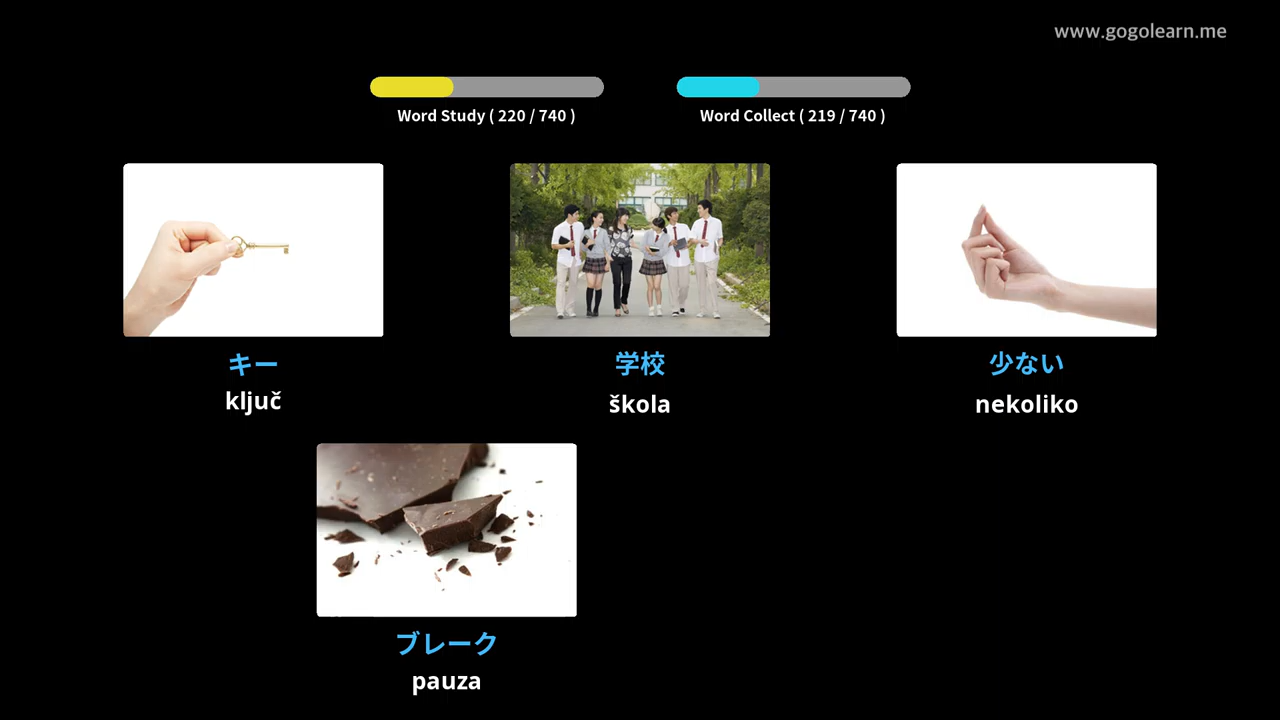 www.gogolearn.me
Word Study ( 220 / 740 )
Word Collect ( 219 / 740 )
キー
ključ
学校
škola
少ない
nekoliko
ブレーク
pauza